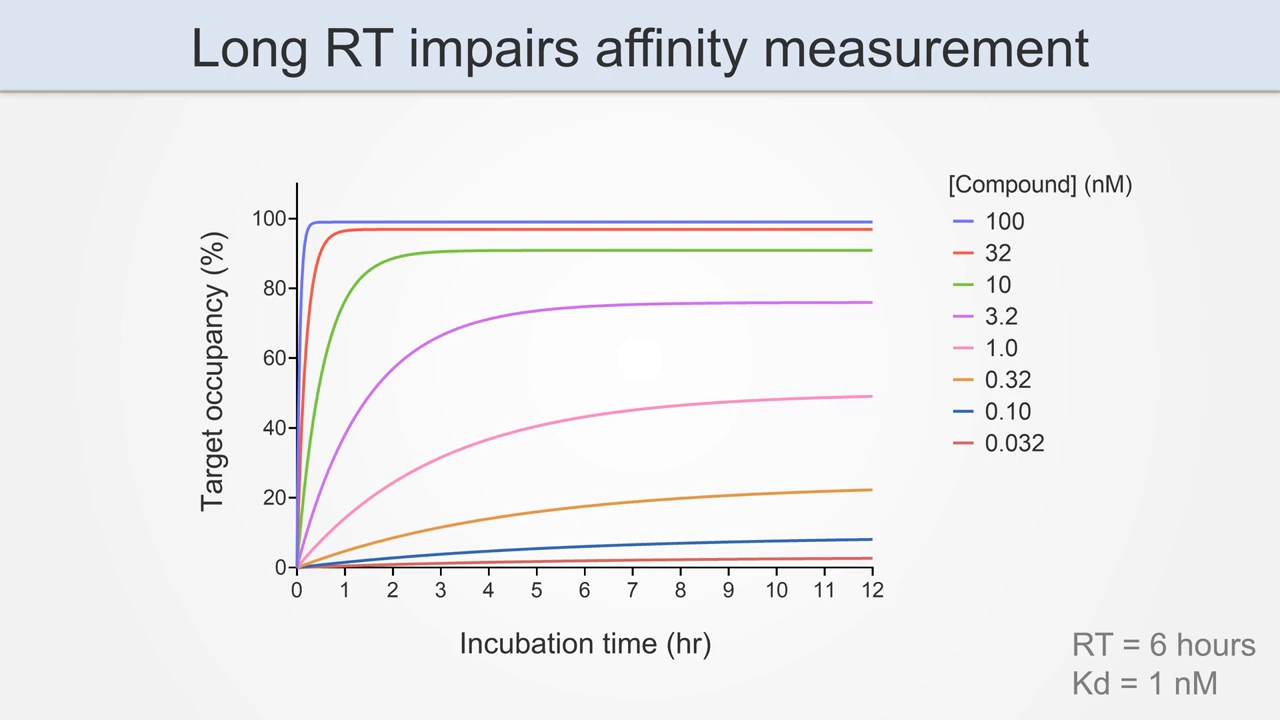 Long RT impairs affinity measurement
[Compound] (nM)
100
32
10
3.2
1.0
0.32
0.10
0.032
Target occupancy (%)
100
80
60
40
20
0
0 1 2 3 4 5 6 7 8 9 10 11 12
Incubation time (hr)
RT = 6 hours
Kd = 1 nM